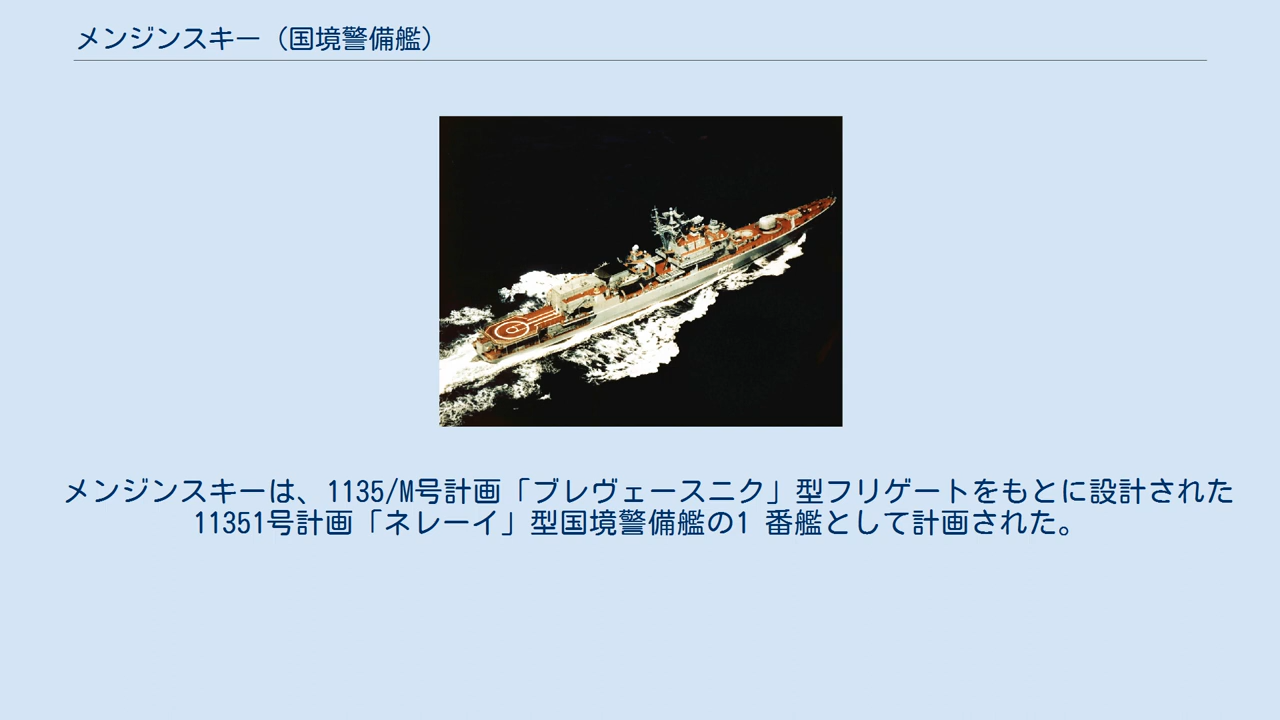 メンジンスキー（国境警備艦）
メンジンスキーは、1135/M号計画「ブレヴェースニク」型フリゲートをもとに設計された
11351号計画「ネレーイ」型国境警備艦の1 番艦として計画された。